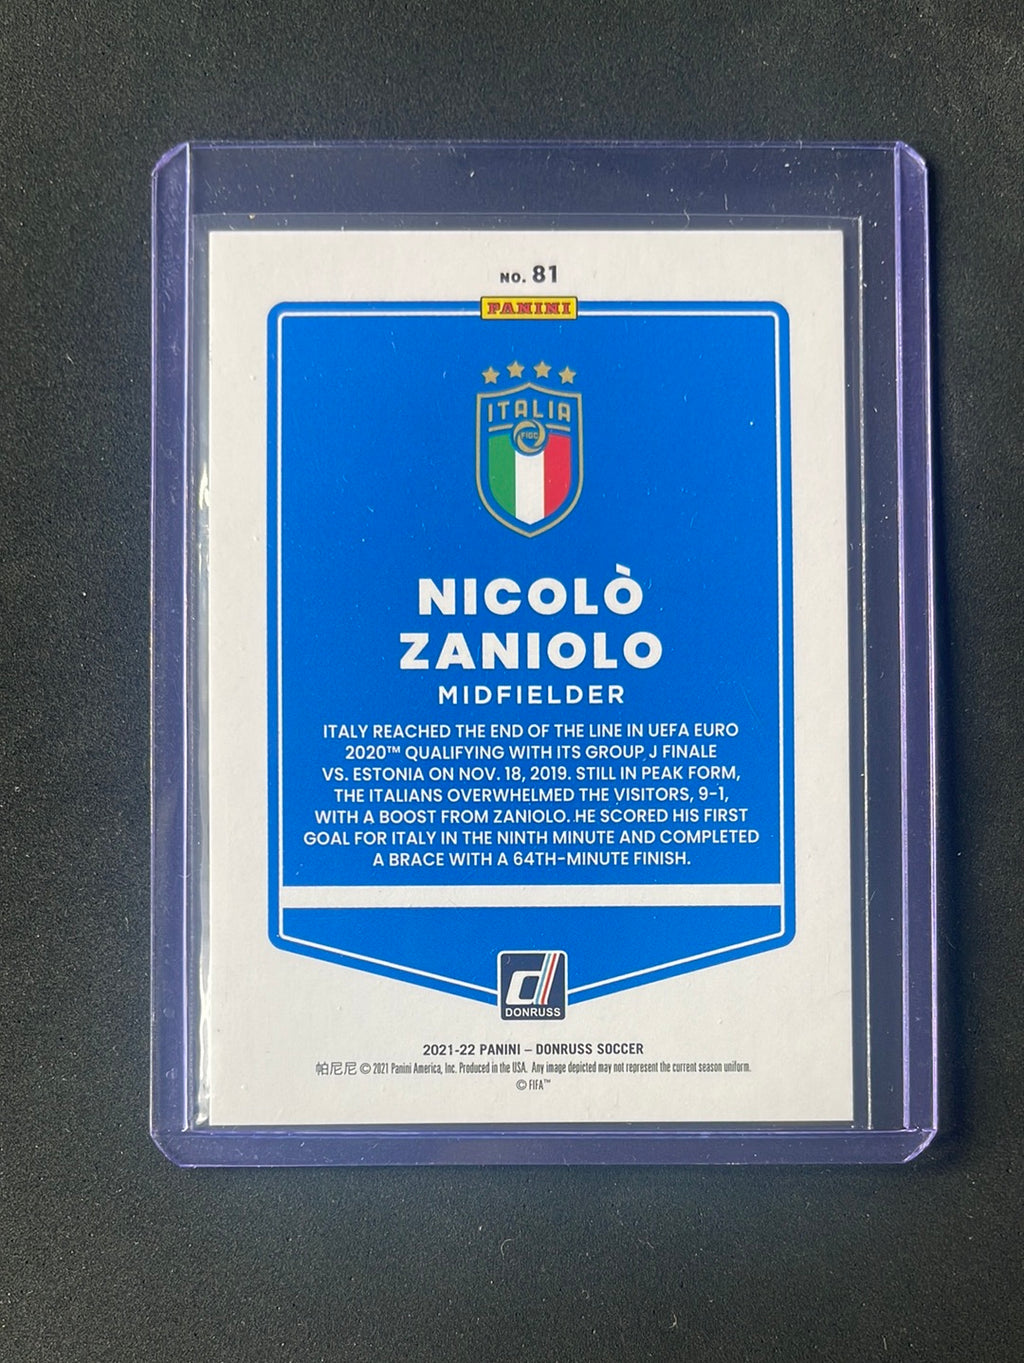 NO. 81
PANINI
ITALIA
FIGC
NICOLÒ
ZANIOLO
MIDFIELDER
ITALY REACHED THE END OF THE LINE IN UEFA EURO
2020™ QUALIFYING WITH ITS GROUP J FINALE
VS. ESTONIA ON NOV. 18, 2019. STILL IN PEAK FORM,
THE ITALIANS OVERWHELMED THE VISITORS, 9-1,
WITH A BOOST FROM ZANIOLO. HE SCORED HIS FIRST
GOAL FOR ITALY IN THE NINTH MINUTE AND COMPLETED
A BRACE WITH A 64TH-MINUTE FINISH.
d
DONRUSS
2021-22 PANINI – DONRUSS SOCCER
帕尼尼 © 2021 Panini America, Inc. Produced in the USA. Any image depicted may not represent the current season uniform.
© FIFA™